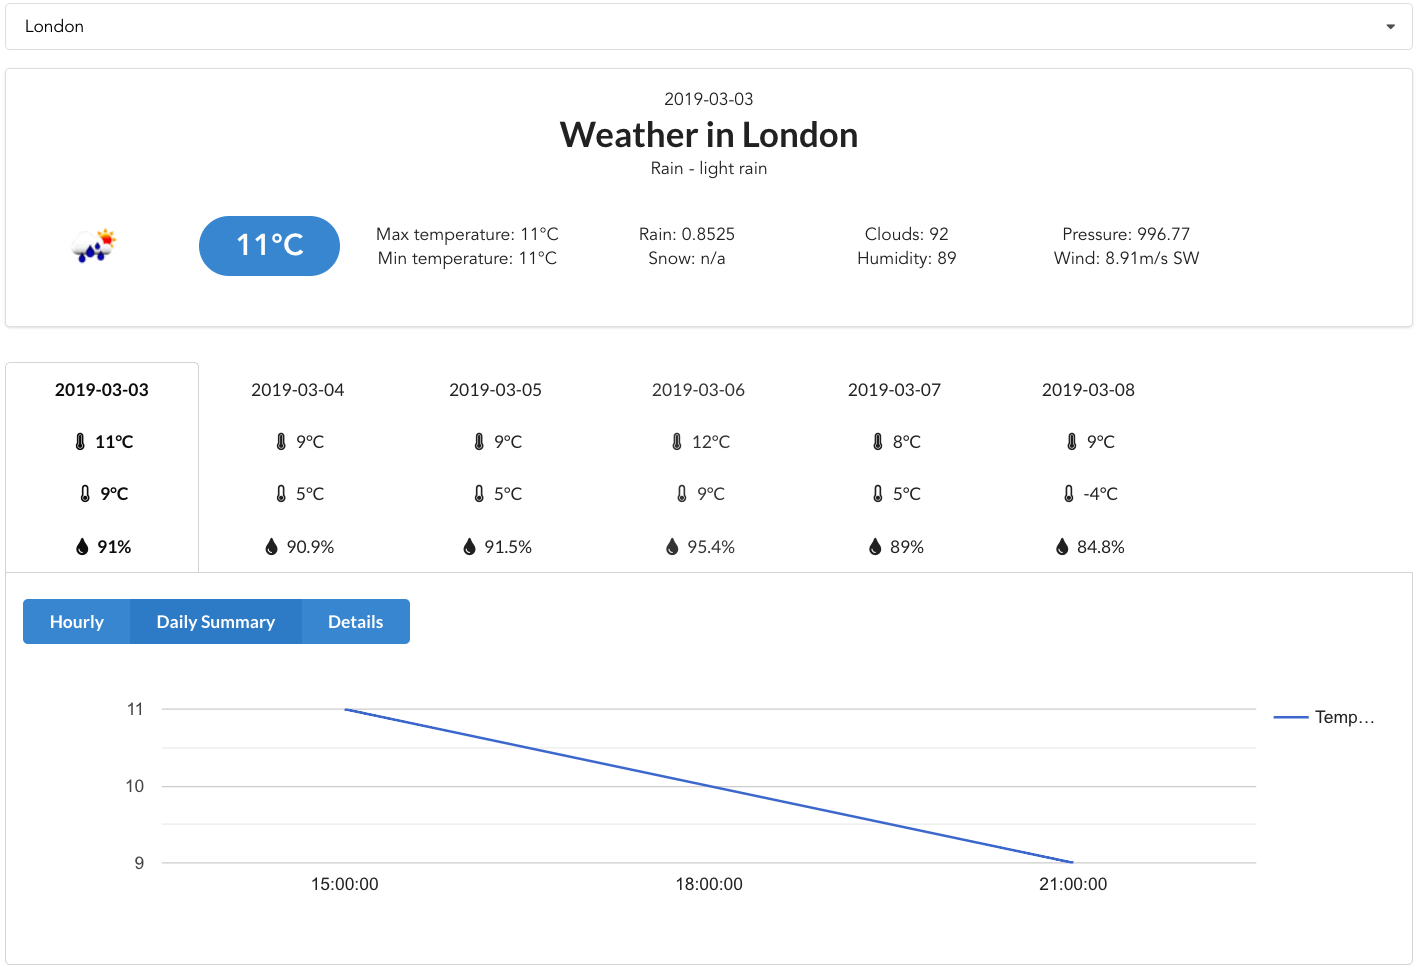 London
2019-03-03
Weather in London
Rain - light rain
11°C
Max temperature: 11°C
Min temperature: 11°C
Rain: 0.8525
Snow: n/a
Clouds: 92
Humidity: 89
Pressure: 996.77
Wind: 8.91m/s SW
2019-03-03 2019-03-04 2019-03-05 2019-03-06 2019-03-07 2019-03-08
11°C 9°C 9°C 12°C 8°C 9°C
9°C 5°C 5°C 9°C 5°C -4°C
91% 90.9% 91.5% 95.4% 89% 84.8%
Hourly Daily Summary Details
11
10
9
15:00:00 18:00:00 21:00:00
Temp…